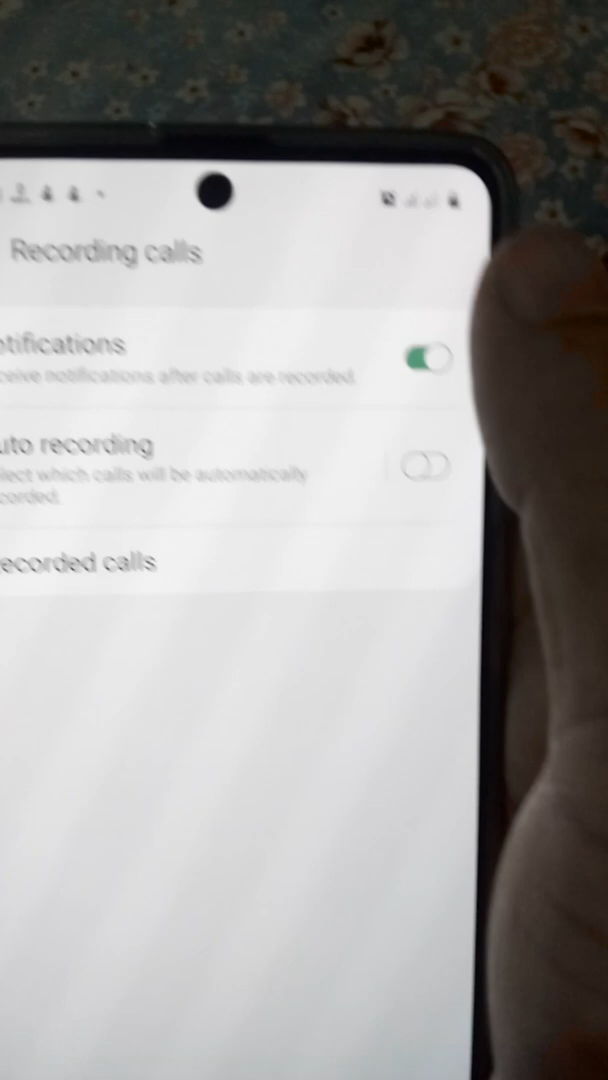 Recording calls
otifications
ceive notifications after calls are recorded.
uto recording
lect which calls will be automatically
corded.
ecorded calls